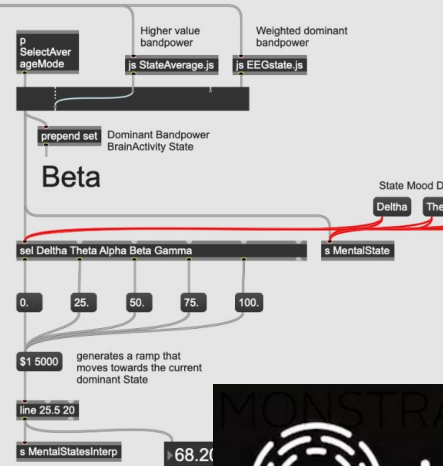 p
SelectAver
ageMode
Higher value
bandpower
Weighted dominant
bandpower
js StateAverage.js
js EEGstate.js
prepend set
Dominant Bandpower
BrainActivity State
Beta
State Mood D
Deltha
The
sel Deltha Theta Alpha Beta Gamma
s MentalState
0.
25.
50.
75.
100.
$1 5000
generates a ramp that
moves towards the current
dominant State
line 25.5 20
s MentalStatesInterp
68.20
MONSTRA